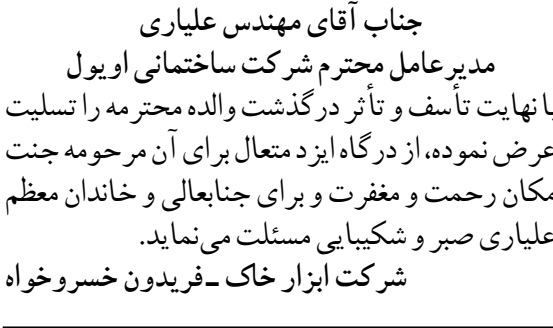 جناب آقای مهندس علیاری
مدیرعامل محترم شرکت ساختمانی اویول
با نهایت تأسف و تأثر درگذشت والده محترمه را تسلیت
عرض نموده، از درگاه ایزد متعال برای آن مرحومه جنت
مکان رحمت و مغفرت و برای جنابعالی و خاندان معظم
علیاری صبر و شکیبایی مسئلت می‌نماید.
شرکت ابزار خاک ـ فریدون خسروخواه